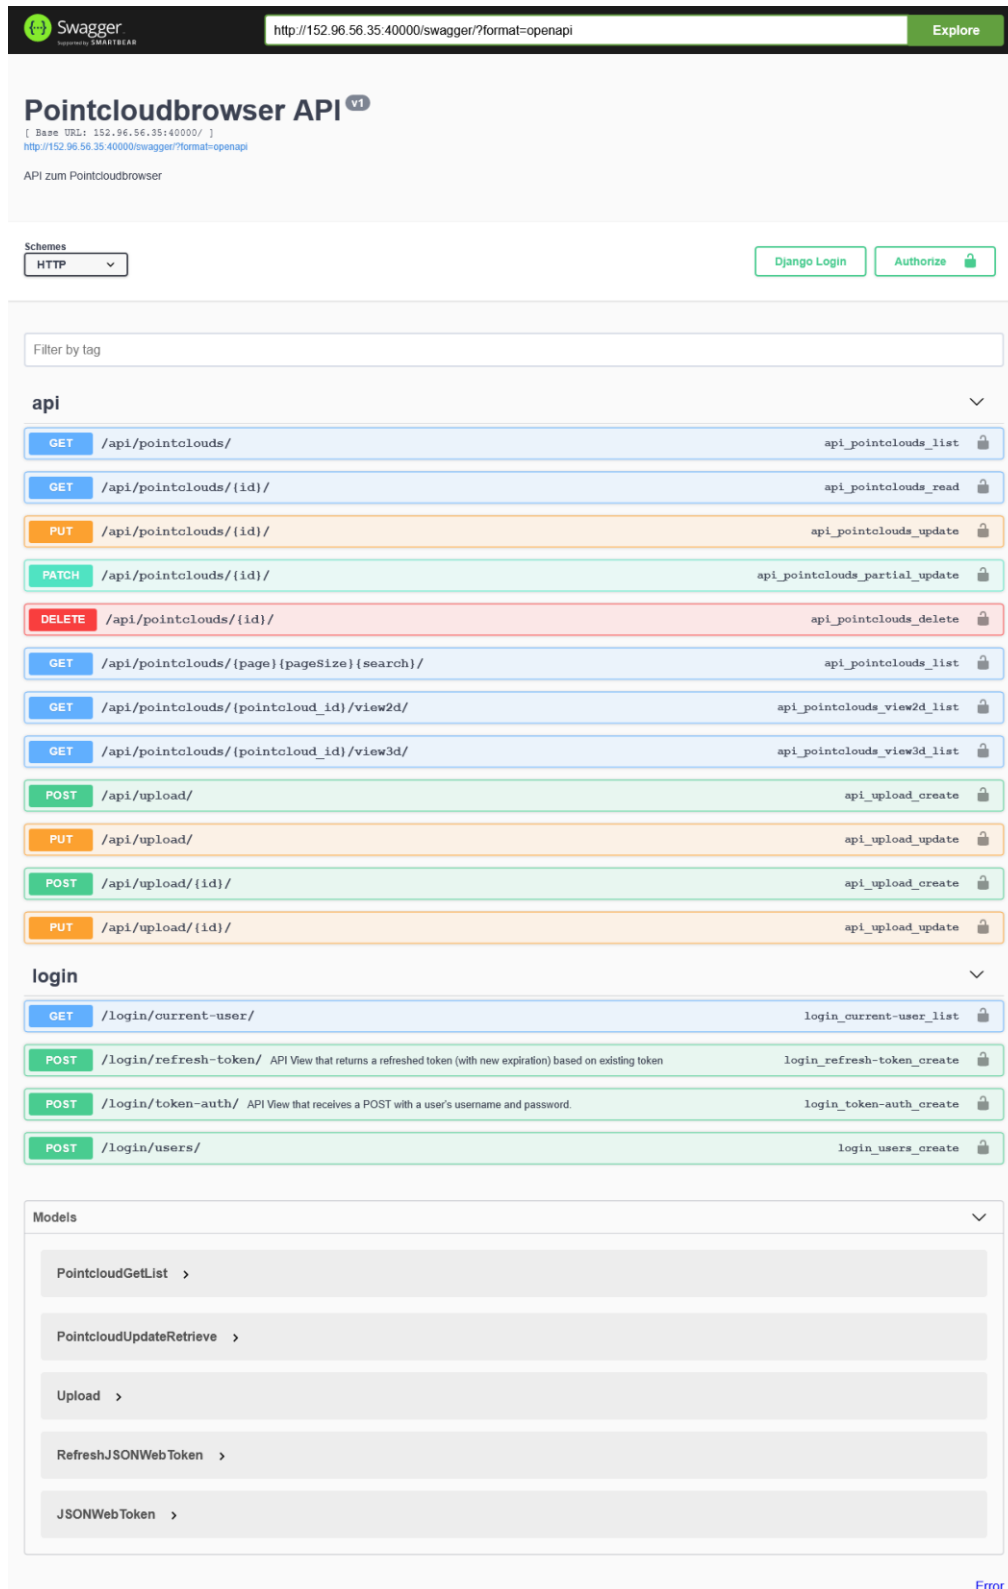 Swagger
Supported by SMARTBEAR
http://152.96.56.35:40000/swagger/?format=openapi
Explore
Pointcloudbrowser API v1
[ Base URL: 152.96.56.35:40000/ ]
http://152.96.56.35:40000/swagger/?format=openapi
API zum Pointcloudbrowser
Schemes
HTTP
Django Login
Authorize
Filter by tag
api
GET /api/pointclouds/ api_pointclouds_list
GET /api/pointclouds/{id}/ api_pointclouds_read
PUT /api/pointclouds/{id}/ api_pointclouds_update
PATCH /api/pointclouds/{id}/ api_pointclouds_partial_update
DELETE /api/pointclouds/{id}/ api_pointclouds_delete
GET /api/pointclouds/{page}{pageSize}{search}/ api_pointclouds_list
GET /api/pointclouds/{pointcloud_id}/view2d/ api_pointclouds_view2d_list
GET /api/pointclouds/{pointcloud_id}/view3d/ api_pointclouds_view3d_list
POST /api/upload/ api_upload_create
PUT /api/upload/ api_upload_update
POST /api/upload/{id}/ api_upload_create
PUT /api/upload/{id}/ api_upload_update
login
GET /login/current-user/ login_current-user_list
POST /login/refresh-token/ API View that returns a refreshed token (with new expiration) based on existing token login_refresh-token_create
POST /login/token-auth/ API View that receives a POST with a user's username and password. login_token-auth_create
POST /login/users/ login_users_create
Models
PointcloudGetList
PointcloudUpdateRetrieve
Upload
RefreshJSONWebToken
JSONWebToken
Error